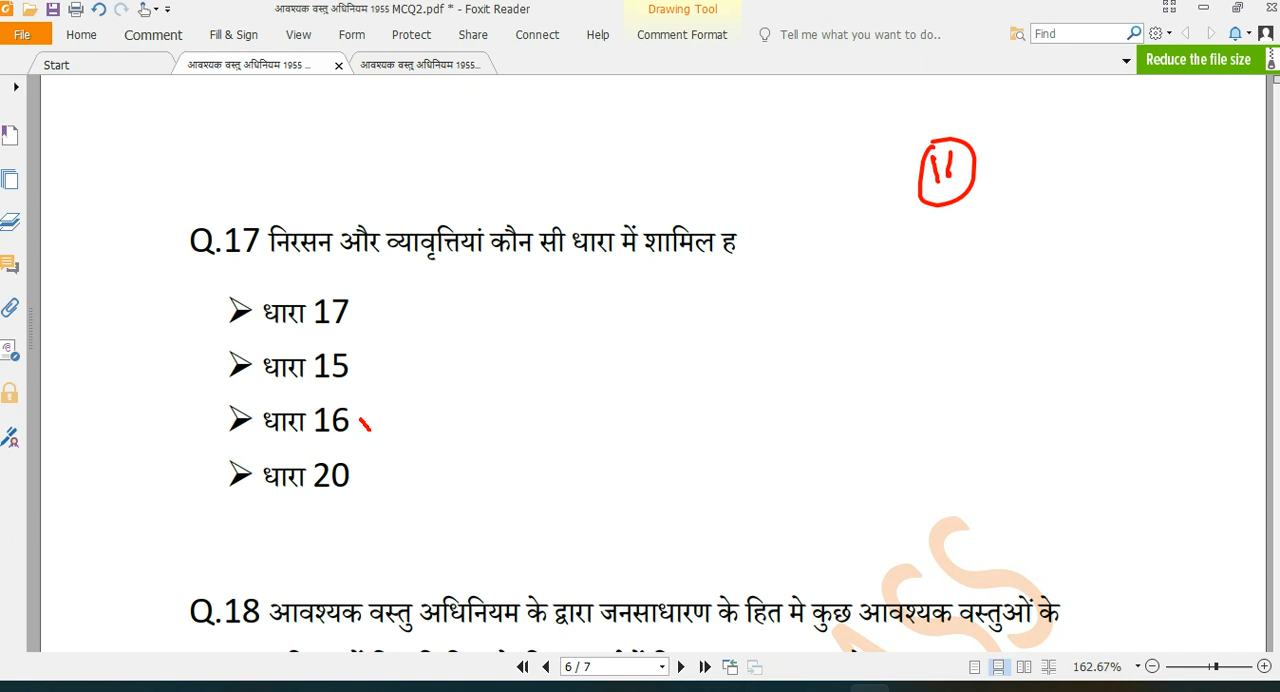 आवश्यक वस्तु अधिनियम 1955 MCQ2.pdf * - Foxit Reader
Drawing Tool
File Home Comment Fill & Sign View Form Protect Share Connect Help Comment Format Tell me what you want to do.. Find
Start आवश्यक वस्तु अधिनियम 1955 ... आवश्यक वस्तु अधिनियम 1955... Reduce the file size
11
Q.17 निरसन और व्यावृत्तियां कौन सी धारा में शामिल ह
➢ धारा 17
➢ धारा 15
➢ धारा 16
➢ धारा 20
Q.18 आवश्यक वस्तु अधिनियम के द्वारा जनसाधारण के हित मे कुछ आवश्यक वस्तुओं के
6 / 7 162.67%